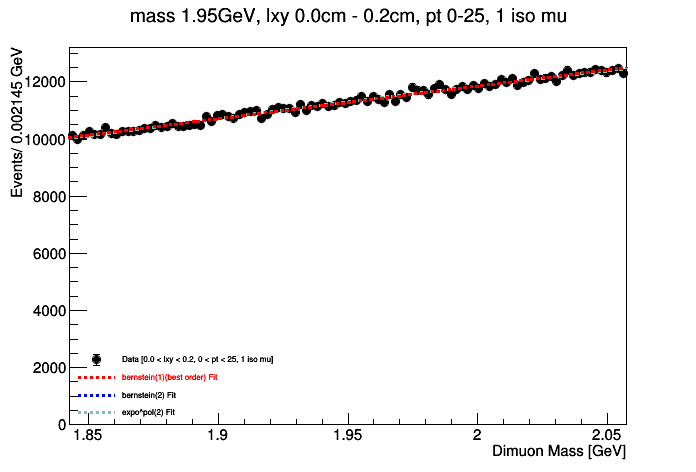 mass 1.95GeV, lxy 0.0cm - 0.2cm, pt 0-25, 1 iso mu
Events/ 0.002145 GeV
12000
10000
8000
6000
4000
2000
0
Data [0.0 < lxy < 0.2, 0 < pt < 25, 1 iso mu]
bernstein(1)(best order) Fit
bernstein(2) Fit
expo^pol(2) Fit
1.85 1.9 1.95 2 2.05
Dimuon Mass [GeV]